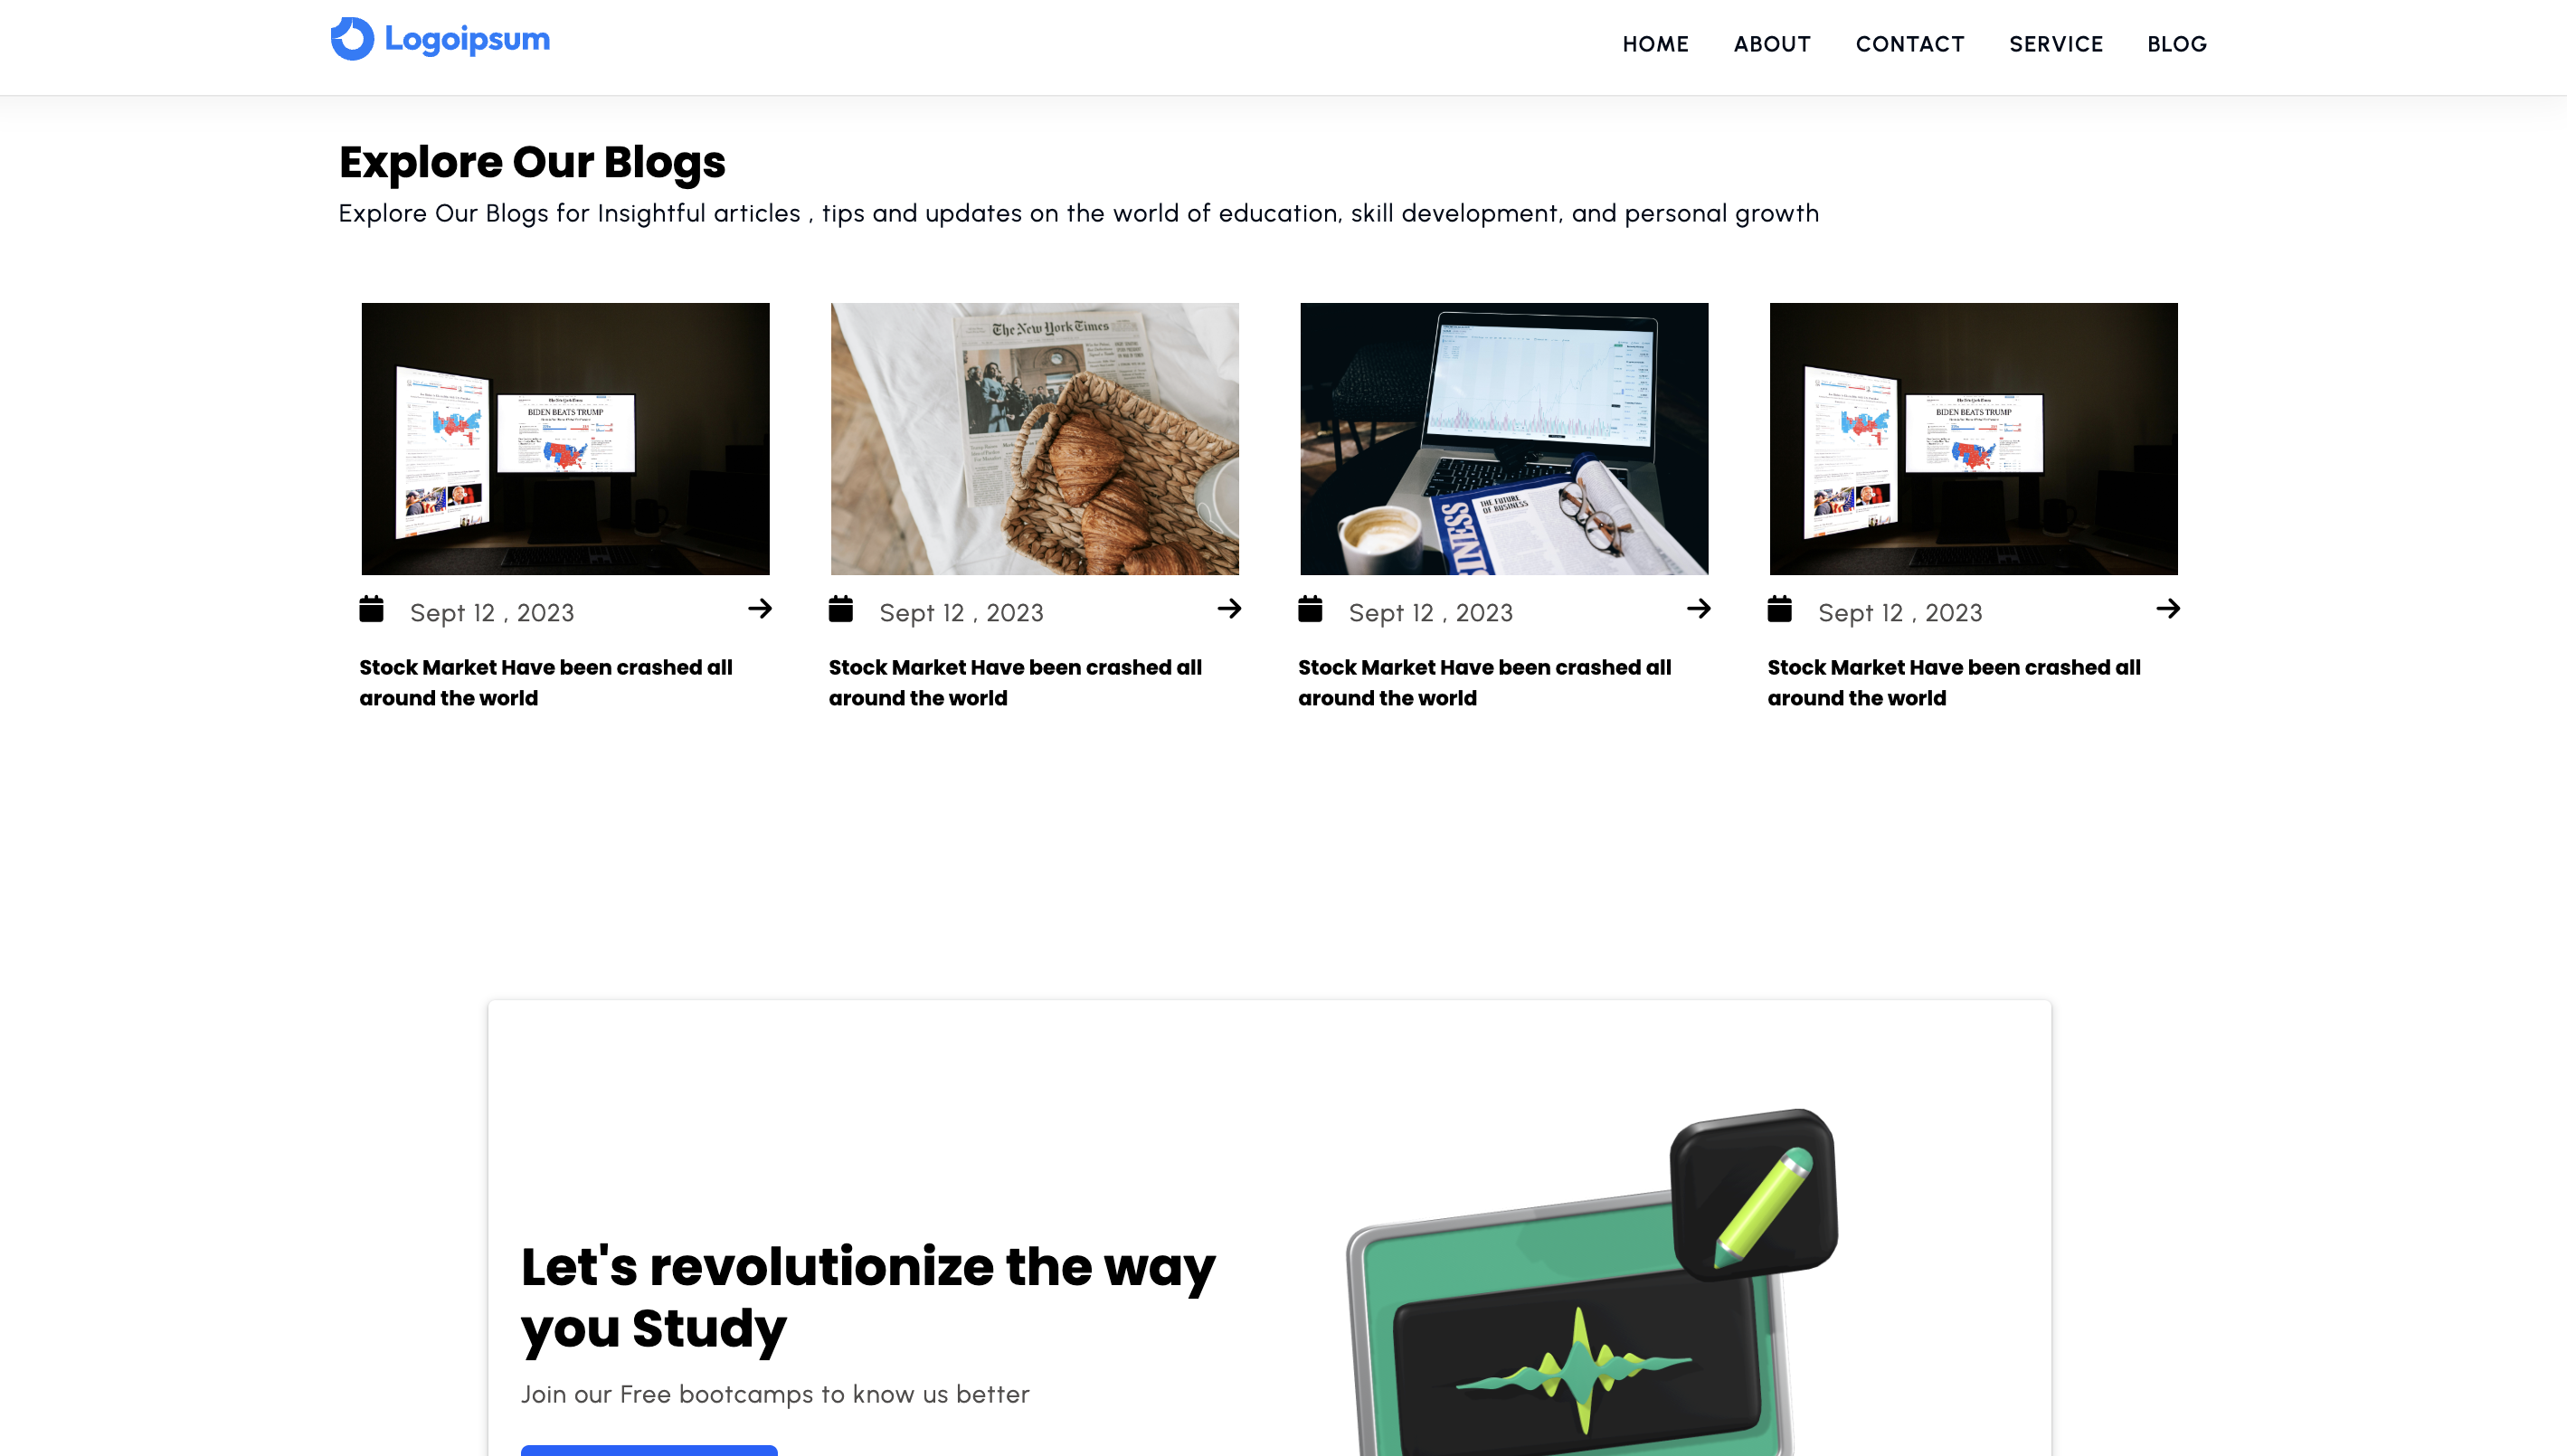 Logoipsum
HOME ABOUT CONTACT SERVICE BLOG
Explore Our Blogs
Explore Our Blogs for Insightful articles , tips and updates on the world of education, skill development, and personal growth
BIDEN BEATS TRUMP
The New York Times
THE FUTURE
OF BUSINESS
BIDEN BEATS TRUMP
Sept 12 , 2023
Stock Market Have been crashed all
around the world
Sept 12 , 2023
Stock Market Have been crashed all
around the world
Sept 12 , 2023
Stock Market Have been crashed all
around the world
Sept 12 , 2023
Stock Market Have been crashed all
around the world
Let's revolutionize the way
you Study
Join our Free bootcamps to know us better